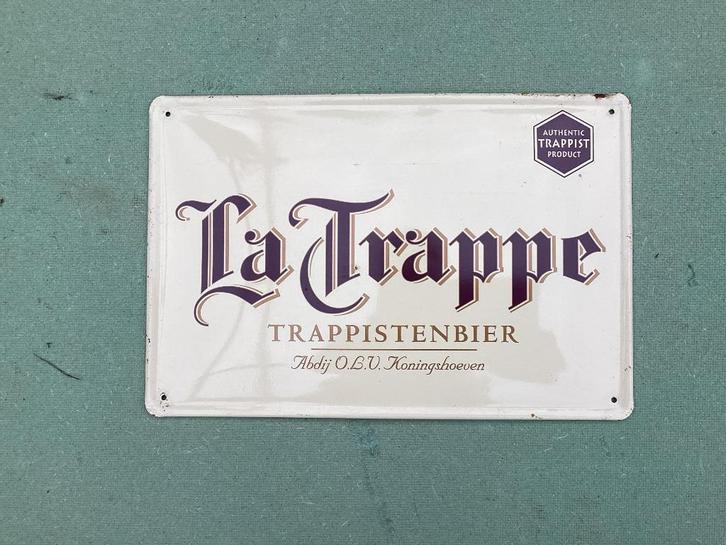 AUTHENTIC
TRAPPIST
PRODUCT
La Trappe
TRAPPISTENBIER
Abdij O.L.V. Koningshoeven